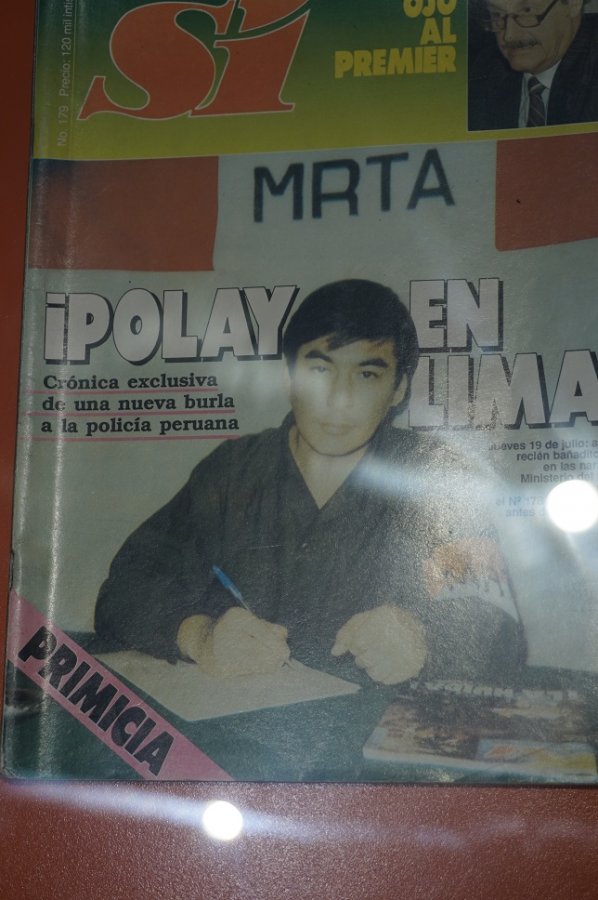 No. 179 Precio: 120 mil intis
Sí
OJO
AL
PREMIER
MRTA
¡POLAY EN
LIMA
Crónica exclusiva
de una nueva burla
a la policía peruana
Jueves 19 de julio: a
recién bañadito
en las
Ministerio del
el Nº
antes
PRIMICIA